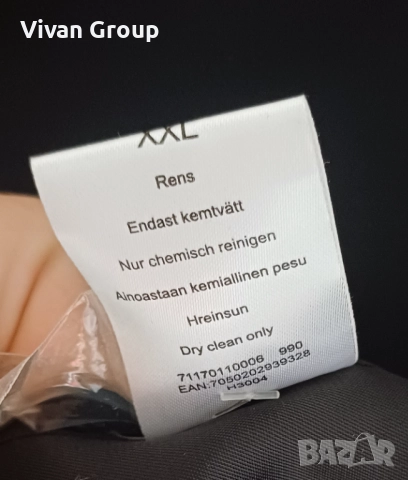 Vivan Group
XXL
Rens
Endast kemtvätt
Nur chemisch reinigen
Ainoastaan kemiallinen pesu
Hreinsun
Dry clean only
71170110006 990
EAN:7050202939328
H3004
BAZAR